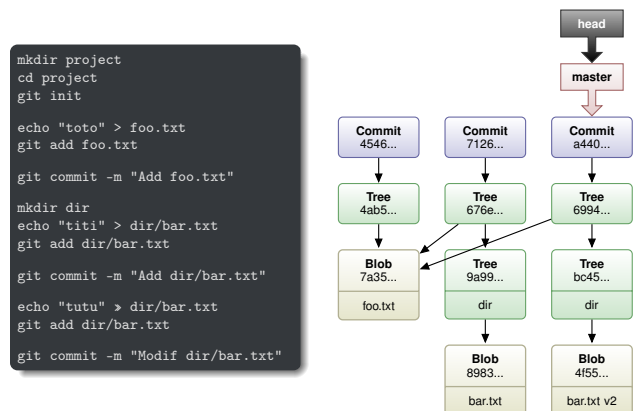 mkdir project
cd project
git init
echo "toto" > foo.txt
git add foo.txt
git commit -m "Add foo.txt"
mkdir dir
echo "titi" > dir/bar.txt
git add dir/bar.txt
git commit -m "Add dir/bar.txt"
echo "tutu" » dir/bar.txt
git add dir/bar.txt
git commit -m "Modif dir/bar.txt"
head
master
Commit
4546...
Commit
7126...
Commit
a440...
Tree
4ab5...
Tree
676e...
Tree
6994...
Blob
7a35...
foo.txt
Tree
9a99...
dir
Tree
bc45...
dir
Blob
8983...
bar.txt
Blob
4f55...
bar.txt v2